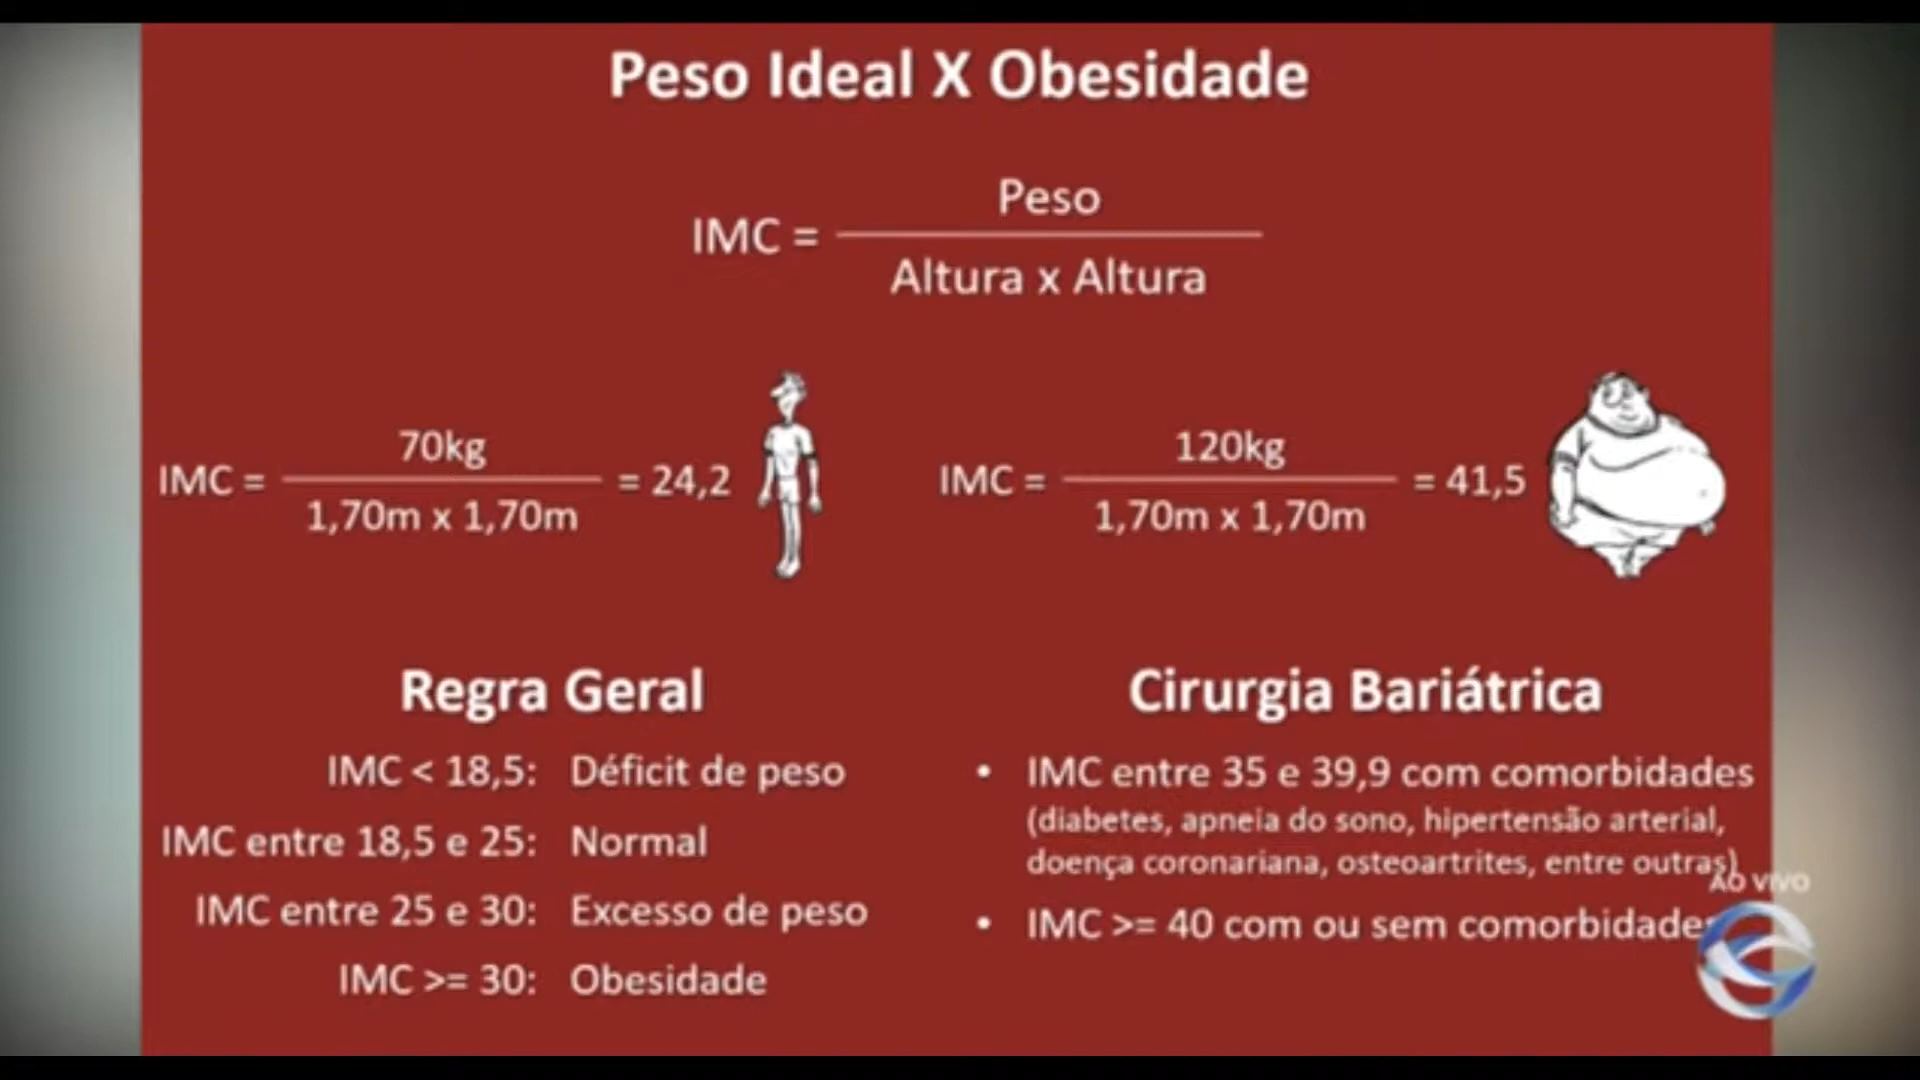 Peso Ideal X Obesidade
IMC = Peso
Altura x Altura
IMC = 70kg = 24,2
1,70m x 1,70m
IMC = 120kg = 41,5
1,70m x 1,70m
Regra Geral
IMC < 18,5: Déficit de peso
IMC entre 18,5 e 25: Normal
IMC entre 25 e 30: Excesso de peso
IMC >= 30: Obesidade
Cirurgia Bariátrica
• IMC entre 35 e 39,9 com comorbidades
(diabetes, apneia do sono, hipertensão arterial,
doença coronariana, osteoartrites, entre outras)
• IMC >= 40 com ou sem comorbidades
AO VIVO